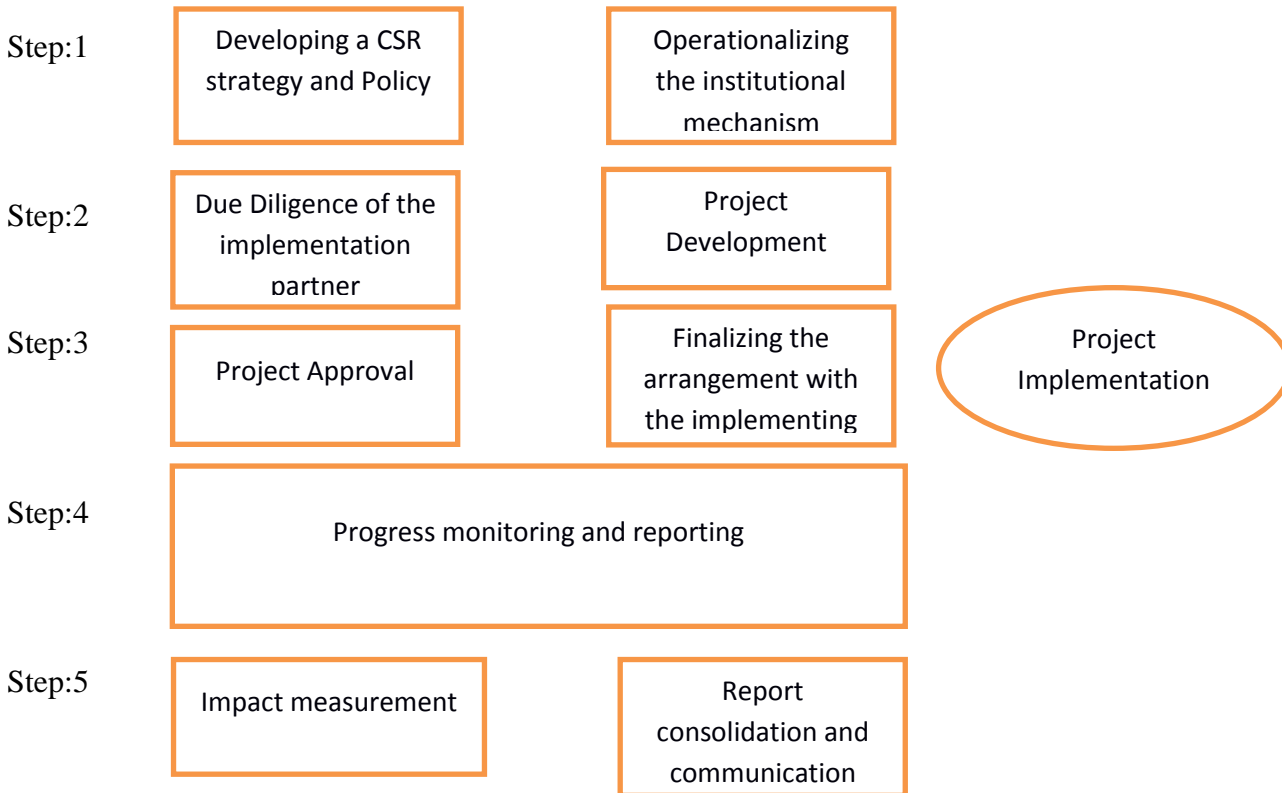 Step:1
Developing a CSR
strategy and Policy
Operationalizing
the institutional
mechanism
Step:2
Due Diligence of the
implementation
partner
Project
Development
Step:3
Project Approval
Finalizing the
arrangement with
the implementing
Project
Implementation
Step:4
Progress monitoring and reporting
Step:5
Impact measurement
Report
consolidation and
communication